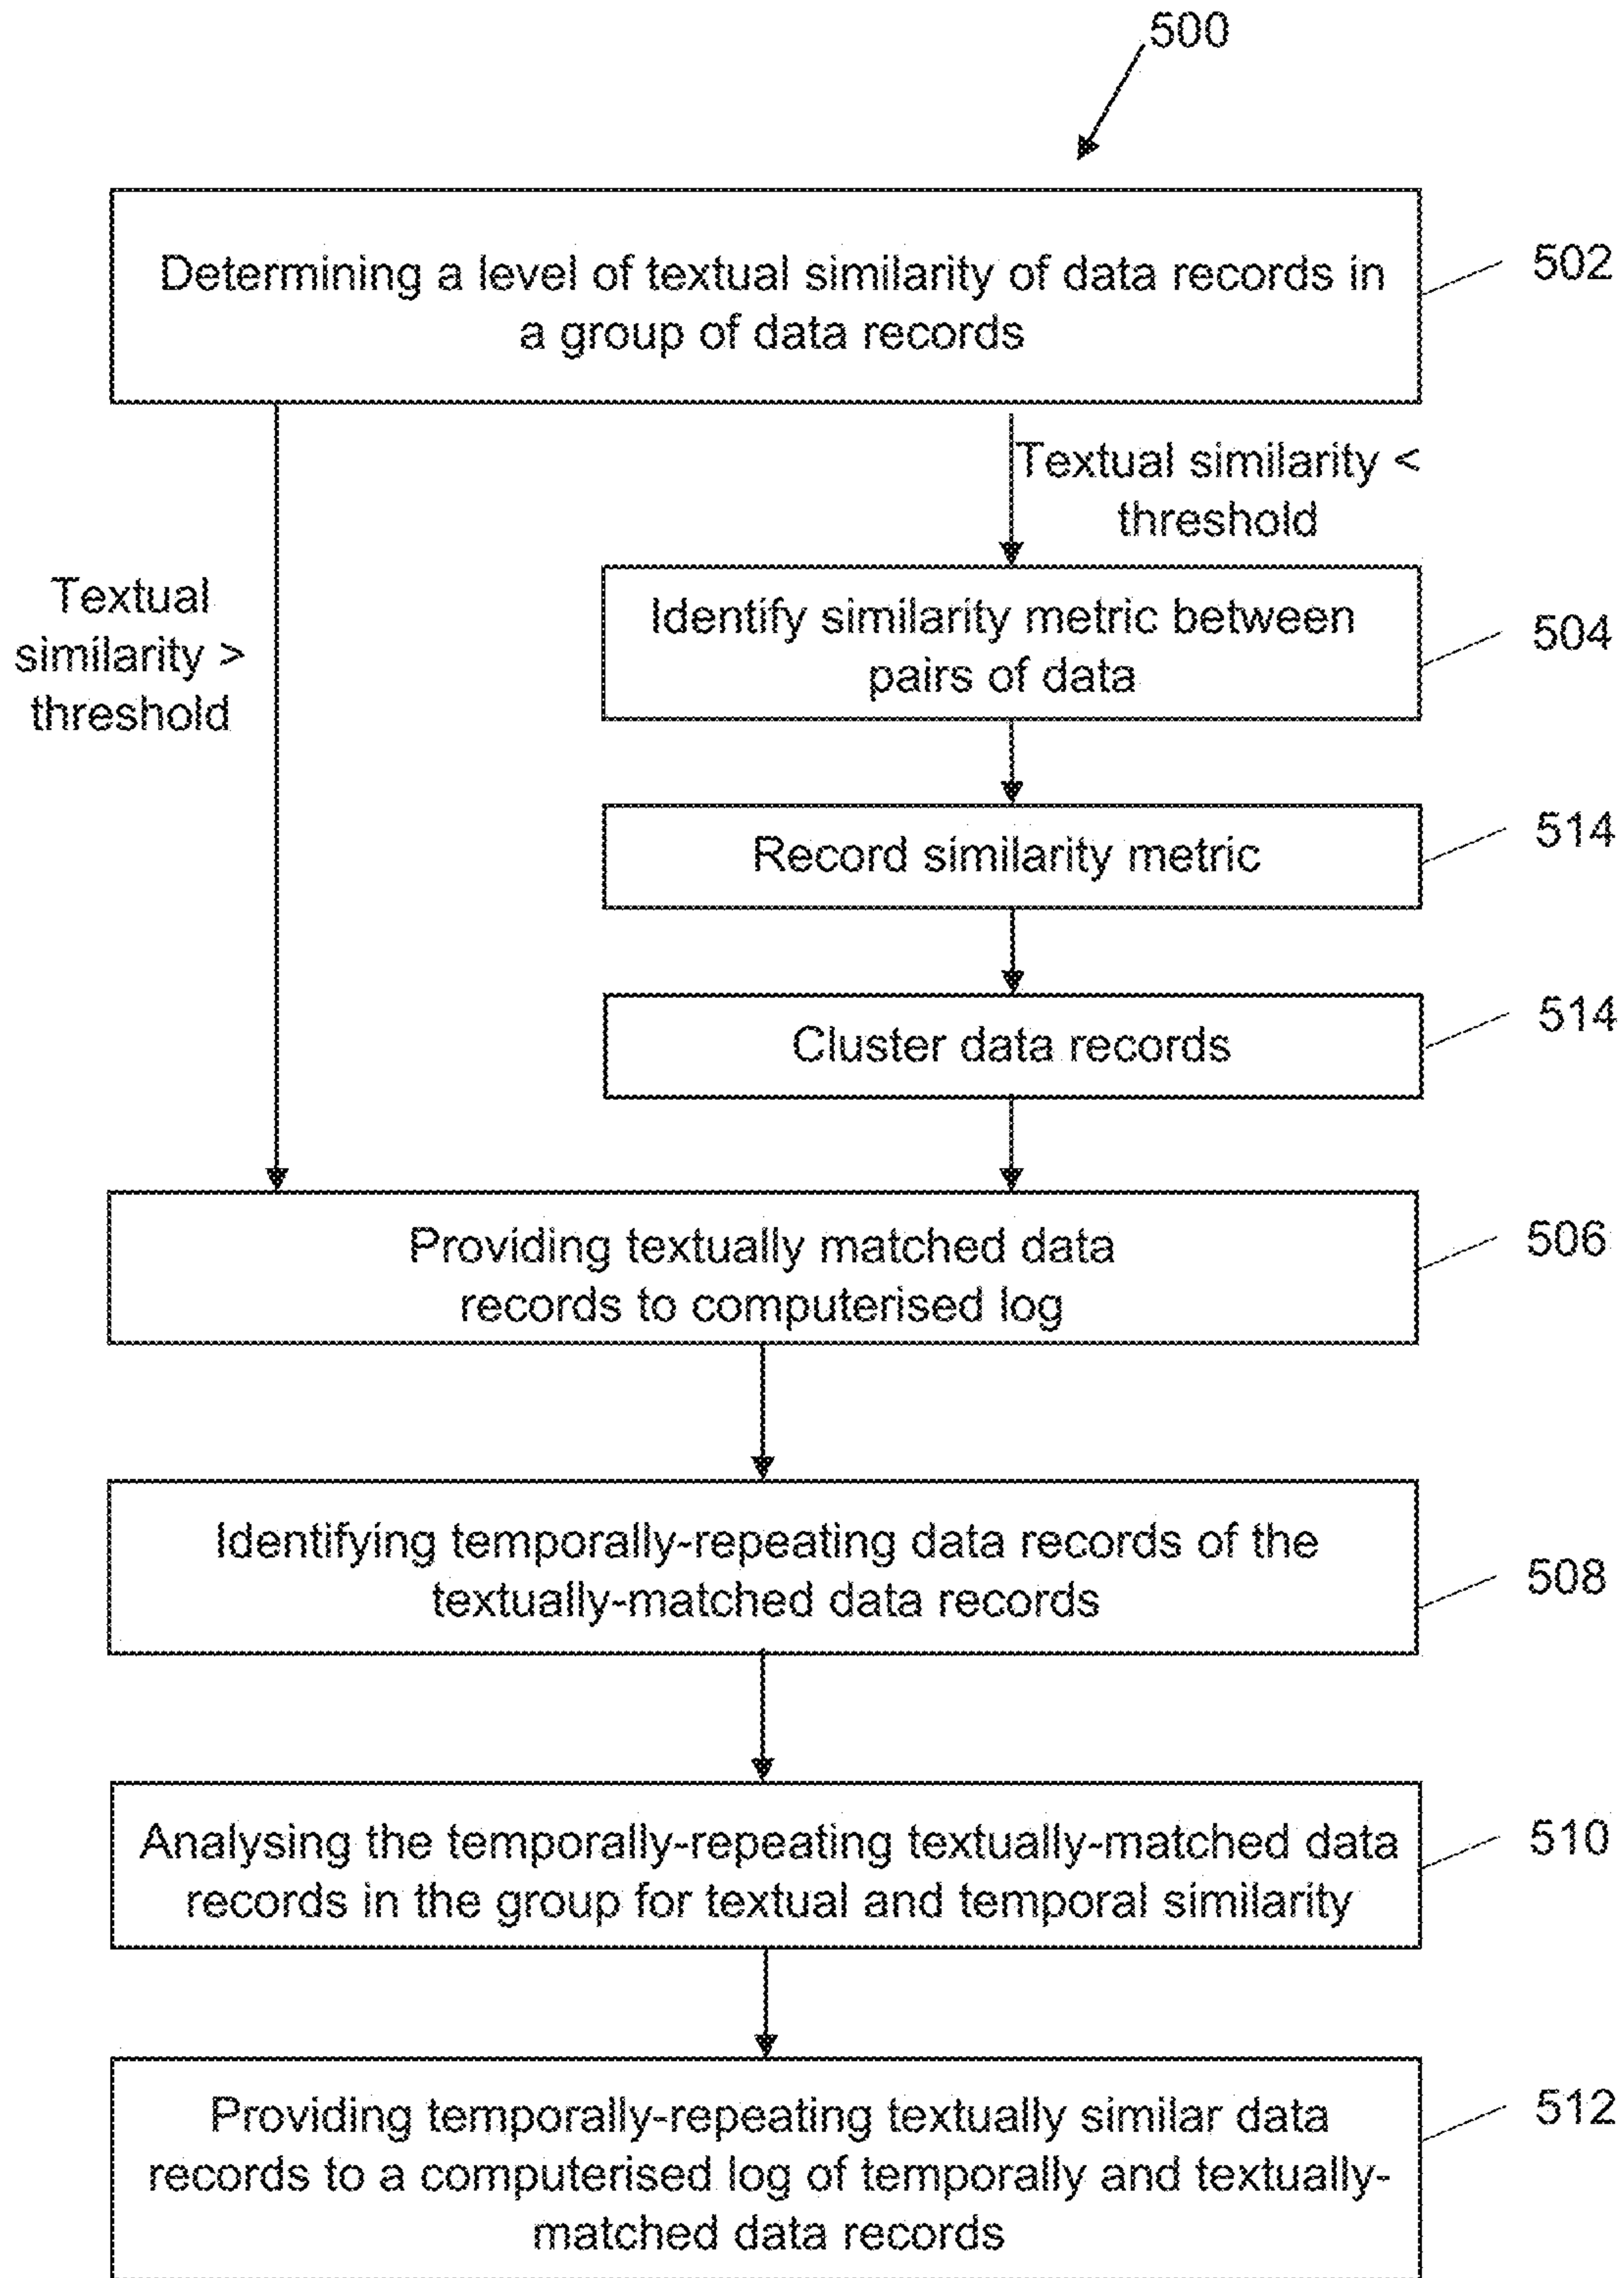 500
Determining a level of textual similarity of data records in
a group of data records
502
Textual similarity <
threshold
Textual
similarity >
threshold
Identify similarity metric between
pairs of data
504
Record similarity metric
514
Cluster data records
514
Providing textually matched data
records to computerised log
506
Identifying temporally-repeating data records of the
textually-matched data records
508
Analysing the temporally-repeating textually-matched data
records in the group for textual and temporal similarity
510
Providing temporally-repeating textually similar data
records to a computerised log of temporally and textually-
matched data records
512